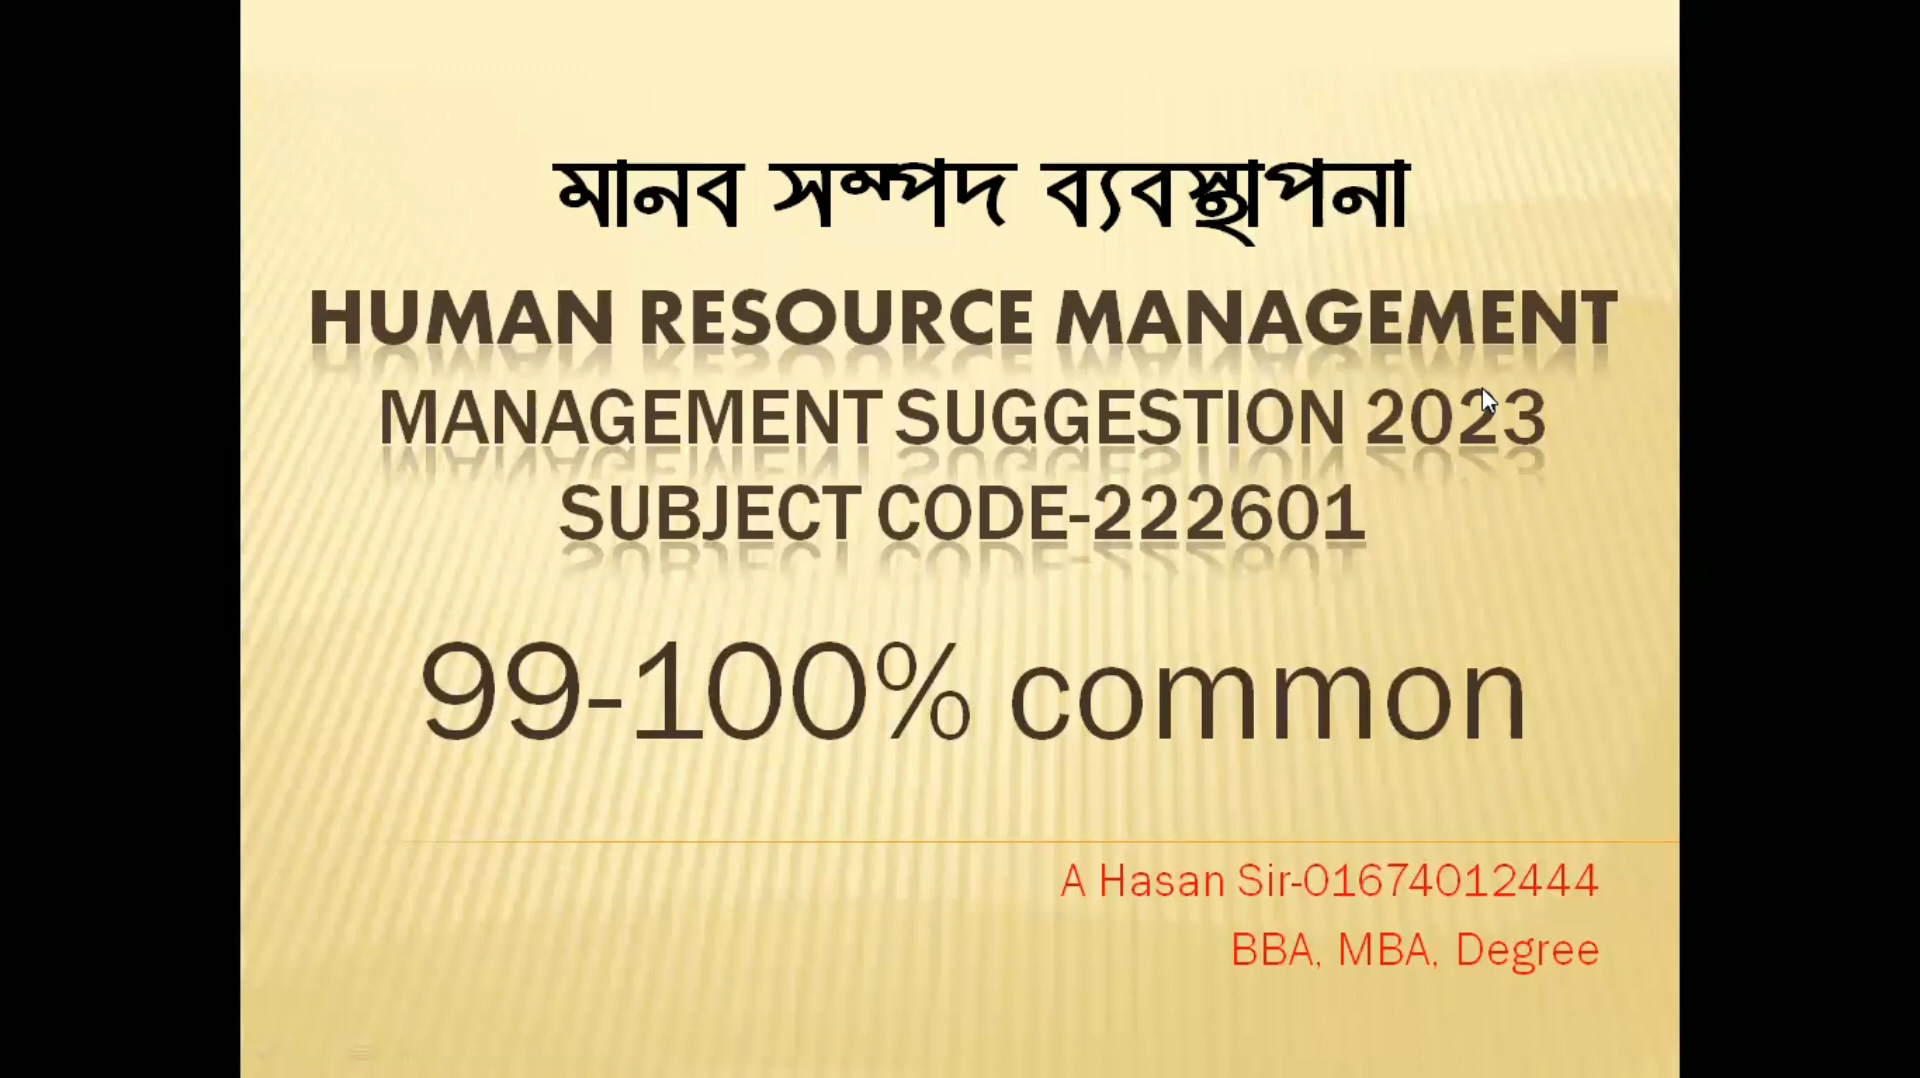 মানব সম্পদ ব্যবস্থাপনা
HUMAN RESOURCE MANAGEMENT
MANAGEMENT SUGGESTION 2023
SUBJECT CODE-222601
99-100% common
A Hasan Sir-01674012444
BBA, MBA, Degree